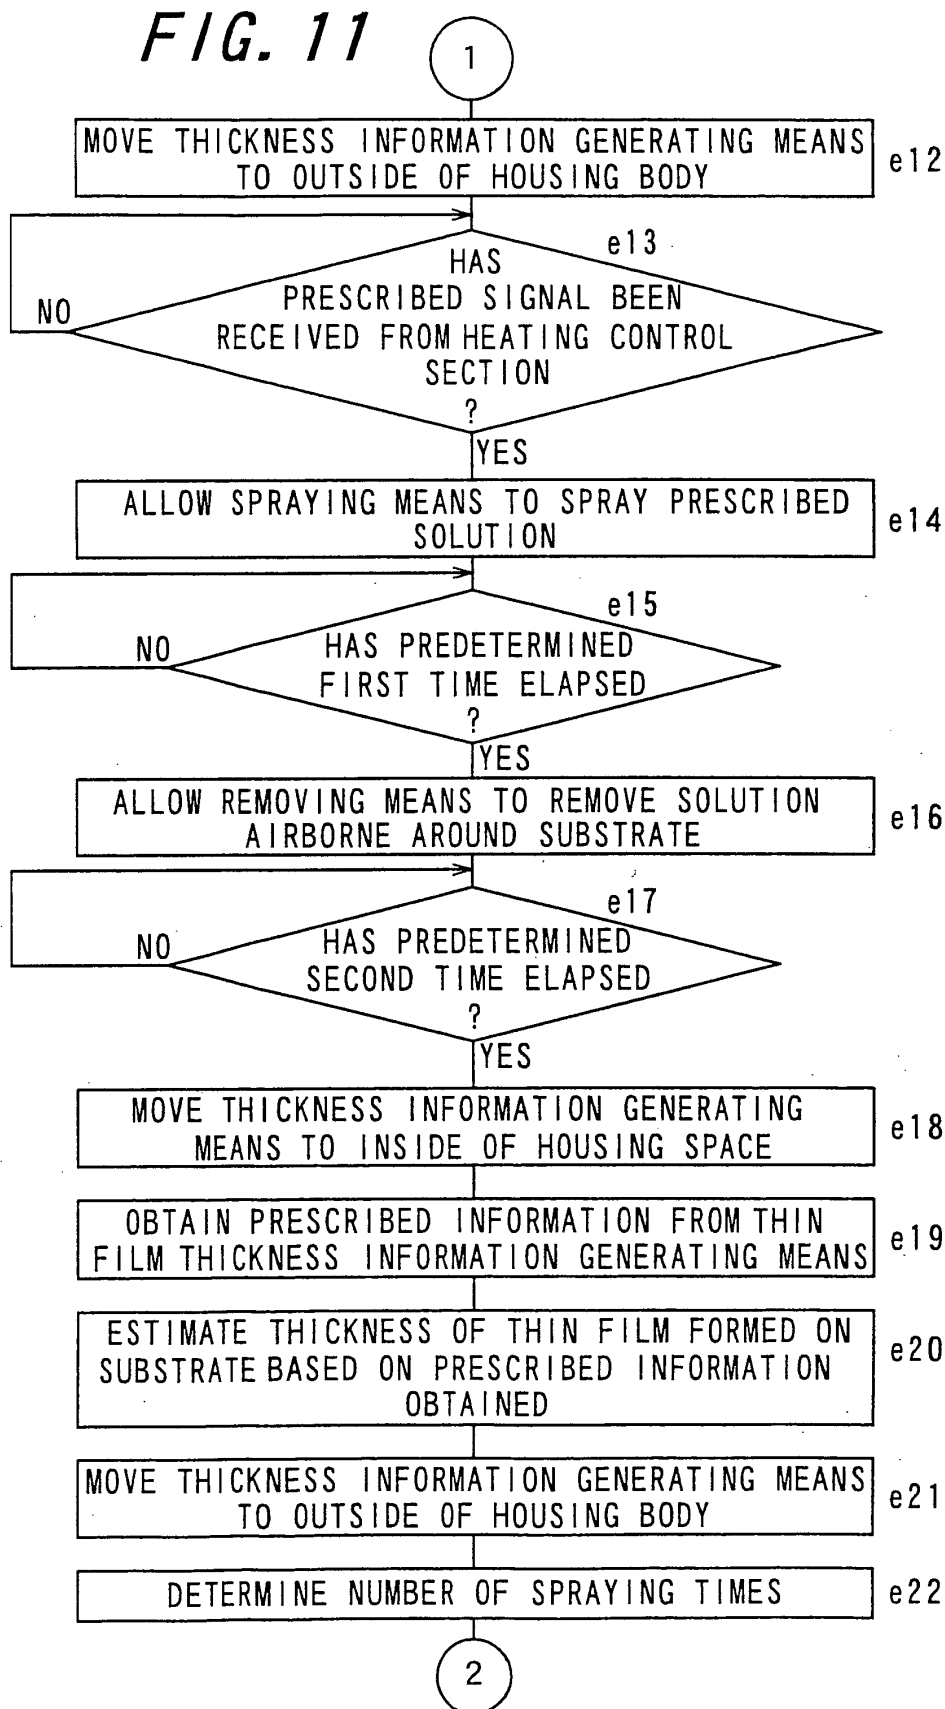 FIG. 11
1
MOVE THICKNESS INFORMATION GENERATING MEANS
TO OUTSIDE OF HOUSING BODY
e12
e13
HAS
PRESCRIBED SIGNAL BEEN
RECEIVED FROM HEATING CONTROL
SECTION
?
NO
YES
ALLOW SPRAYING MEANS TO SPRAY PRESCRIBED
SOLUTION
e14
e15
HAS PREDETERMINED
FIRST TIME ELAPSED
?
NO
YES
ALLOW REMOVING MEANS TO REMOVE SOLUTION
AIRBORNE AROUND SUBSTRATE
e16
e17
HAS PREDETERMINED
SECOND TIME ELAPSED
?
NO
YES
MOVE THICKNESS INFORMATION GENERATING
MEANS TO INSIDE OF HOUSING SPACE
e18
OBTAIN PRESCRIBED INFORMATION FROM THIN
FILM THICKNESS INFORMATION GENERATING MEANS
e19
ESTIMATE THICKNESS OF THIN FILM FORMED ON
SUBSTRATE BASED ON PRESCRIBED INFORMATION
OBTAINED
e20
MOVE THICKNESS INFORMATION GENERATING MEANS
TO OUTSIDE OF HOUSING BODY
e21
DETERMINE NUMBER OF SPRAYING TIMES
e22
2